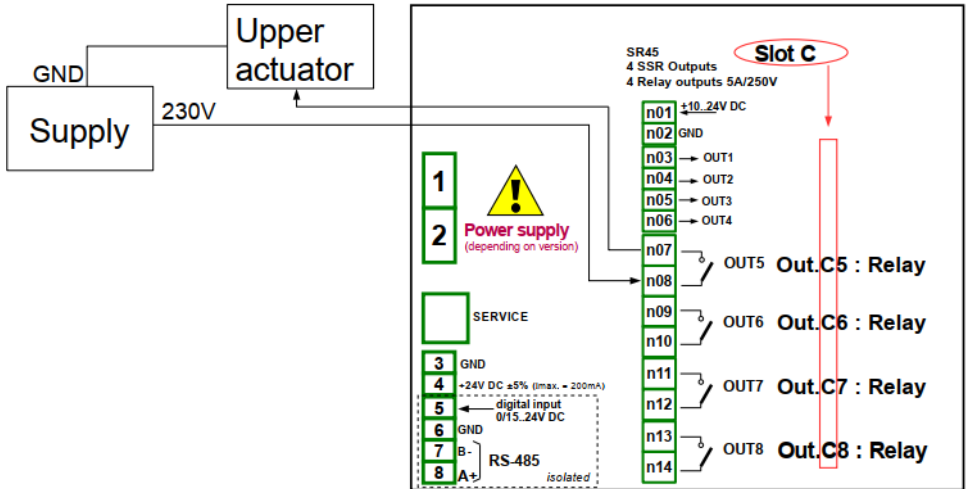 Upper
actuator
GND
Supply
230V
SR45
4 SSR Outputs
4 Relay outputs 5A/250V
Slot C
n01
+10..24V DC
n02
GND
n03
OUT1
n04
OUT2
n05
OUT3
n06
OUT4
1
2
Power supply
(depending on version)
n07
n08
OUT5
Out.C5 : Relay
SERVICE
n09
n10
OUT6
Out.C6 : Relay
3
GND
4
+24V DC ±5% (Imax. = 200mA)
5
digital input
0/15..24V DC
6
GND
7
B-
8
A+
RS-485
isolated
n11
n12
OUT7
Out.C7 : Relay
n13
n14
OUT8
Out.C8 : Relay